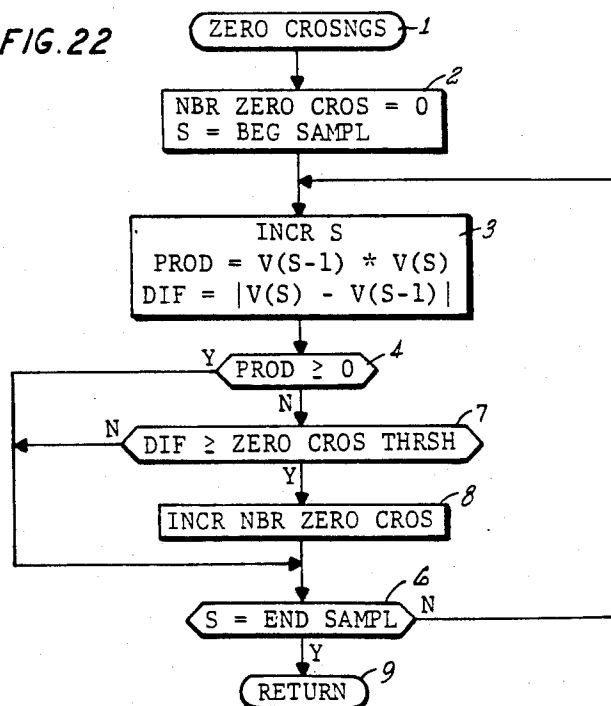 FIG.22
ZERO CROSNGS
1
2
NBR ZERO CROS = 0
S = BEG SAMPL
3
INCR S
PROD = V(S-1) * V(S)
DIF = |V(S) - V(S-1)|
4
Y
PROD ≥ 0
N
7
N
DIF ≥ ZERO CROS THRSH
Y
8
INCR NBR ZERO CROS
6
S = END SAMPL
N
Y
9
RETURN